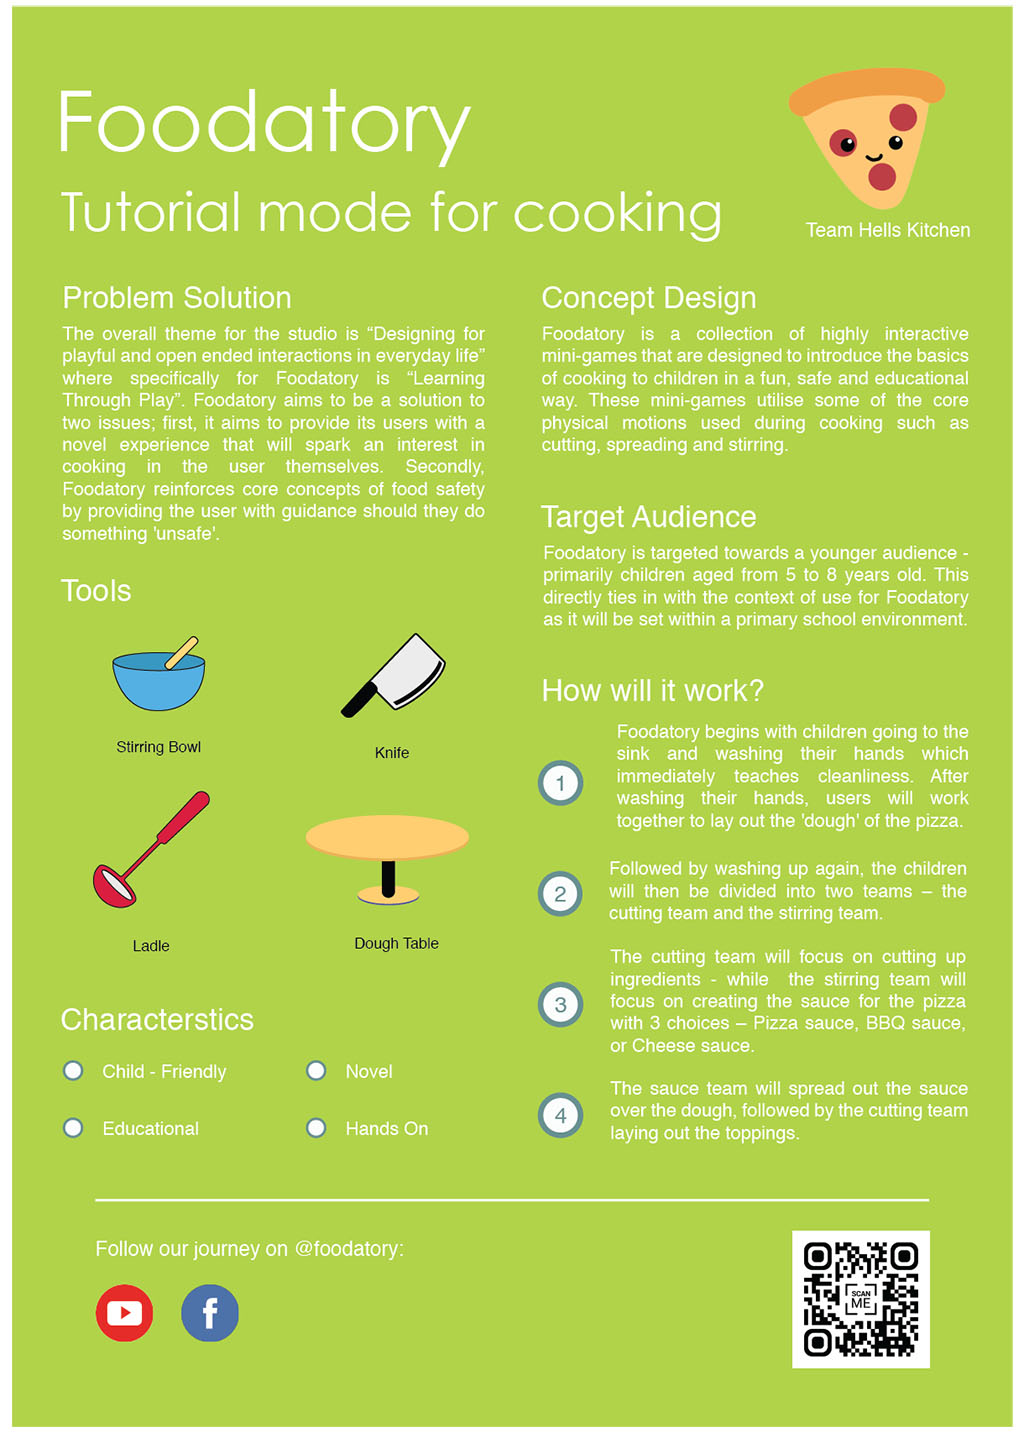 Foodatory
Tutorial mode for cooking
Team Hells Kitchen
Problem Solution
The overall theme for the studio is “Designing for
playful and open ended interactions in everyday life”
where specifically for Foodatory is “Learning
Through Play”. Foodatory aims to be a solution to
two issues; first, it aims to provide its users with a
novel experience that will spark an interest in
cooking in the user themselves. Secondly,
Foodatory reinforces core concepts of food safety
by providing the user with guidance should they do
something 'unsafe'.
Tools
Stirring Bowl
Knife
Ladle
Dough Table
Characterstics
Child - Friendly
Novel
Educational
Hands On
Concept Design
Foodatory is a collection of highly interactive
mini-games that are designed to introduce the basics
of cooking to children in a fun, safe and educational
way. These mini-games utilise some of the core
physical motions used during cooking such as
cutting, spreading and stirring.
Target Audience
Foodatory is targeted towards a younger audience -
primarily children aged from 5 to 8 years old. This
directly ties in with the context of use for Foodatory
as it will be set within a primary school environment.
How will it work?
1
Foodatory begins with children going to the
sink and washing their hands which
immediately teaches cleanliness. After
washing their hands, users will work
together to lay out the 'dough' of the pizza.
2
Followed by washing up again, the children
will then be divided into two teams – the
cutting team and the stirring team.
3
The cutting team will focus on cutting up
ingredients - while the stirring team will
focus on creating the sauce for the pizza
with 3 choices – Pizza sauce, BBQ sauce,
or Cheese sauce.
4
The sauce team will spread out the sauce
over the dough, followed by the cutting team
laying out the toppings.
Follow our journey on @foodatory:
f
SCAN
ME